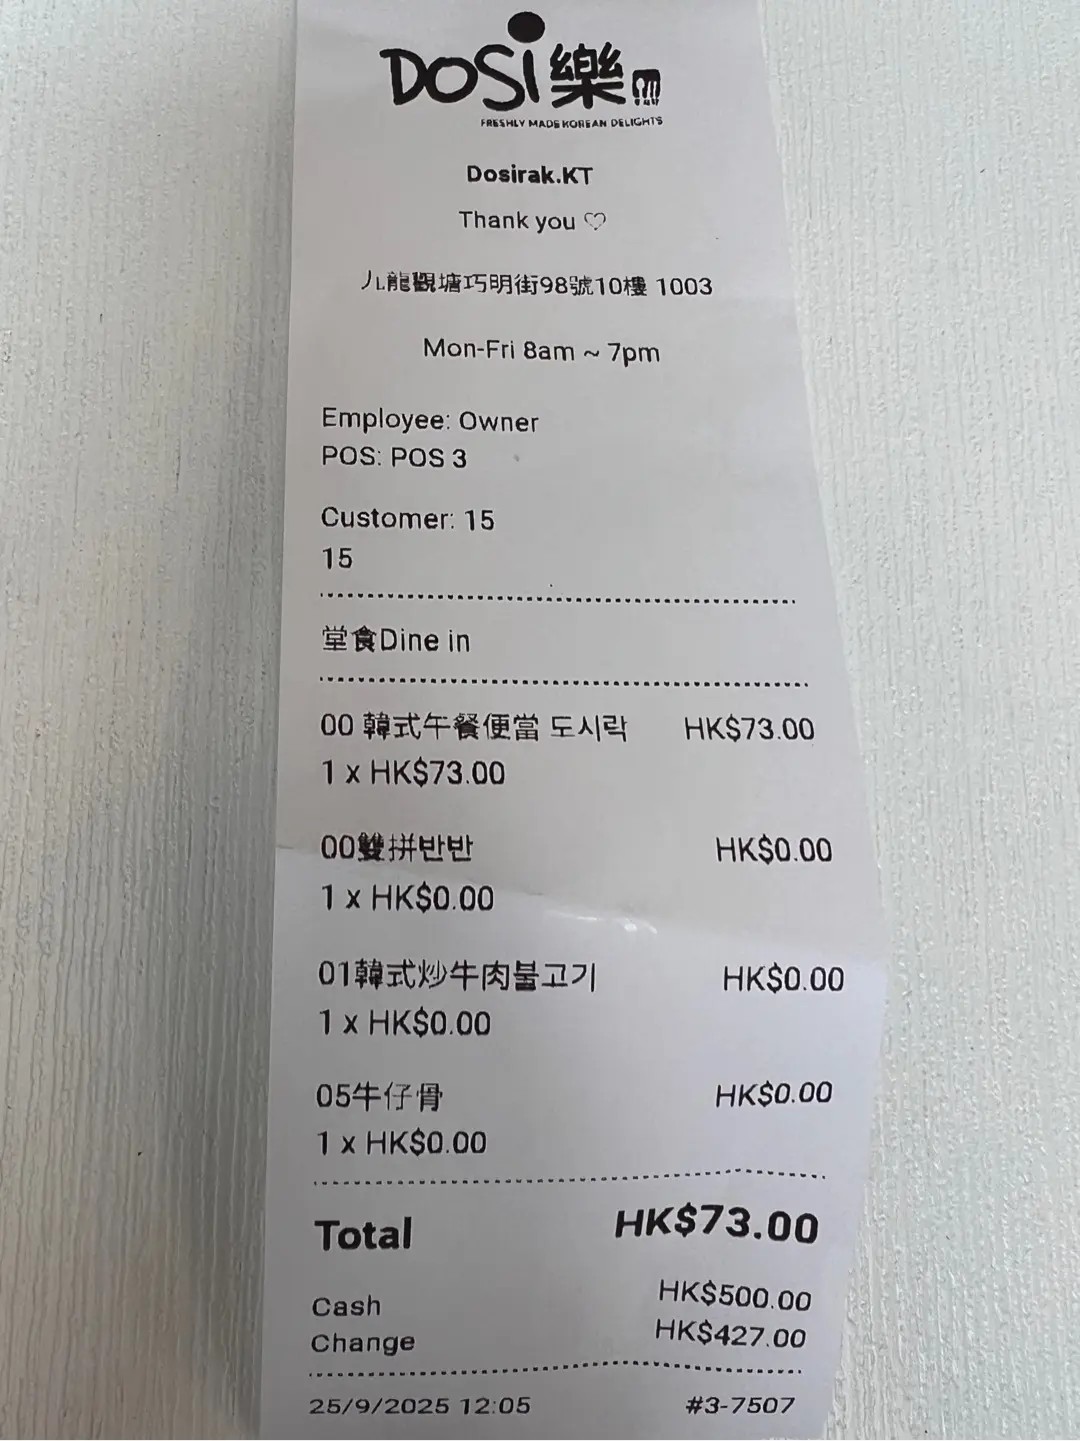 DOSi樂
FRESHLY MADE KOREAN DELIGHTS
Dosirak.KT
Thank you ♡
九龍觀塘巧明街98號10樓 1003
Mon-Fri 8am ~ 7pm
Employee: Owner
POS: POS 3
Customer: 15
15
堂食Dine in
00 韓式午餐便當 도시락 HK$73.00
1 x HK$73.00
00雙拼반반 HK$0.00
1 x HK$0.00
01韓式炒牛肉불고기 HK$0.00
1 x HK$0.00
05牛仔骨 HK$0.00
1 x HK$0.00
Total HK$73.00
Cash HK$500.00
Change HK$427.00
25/9/2025 12:05 #3-7507